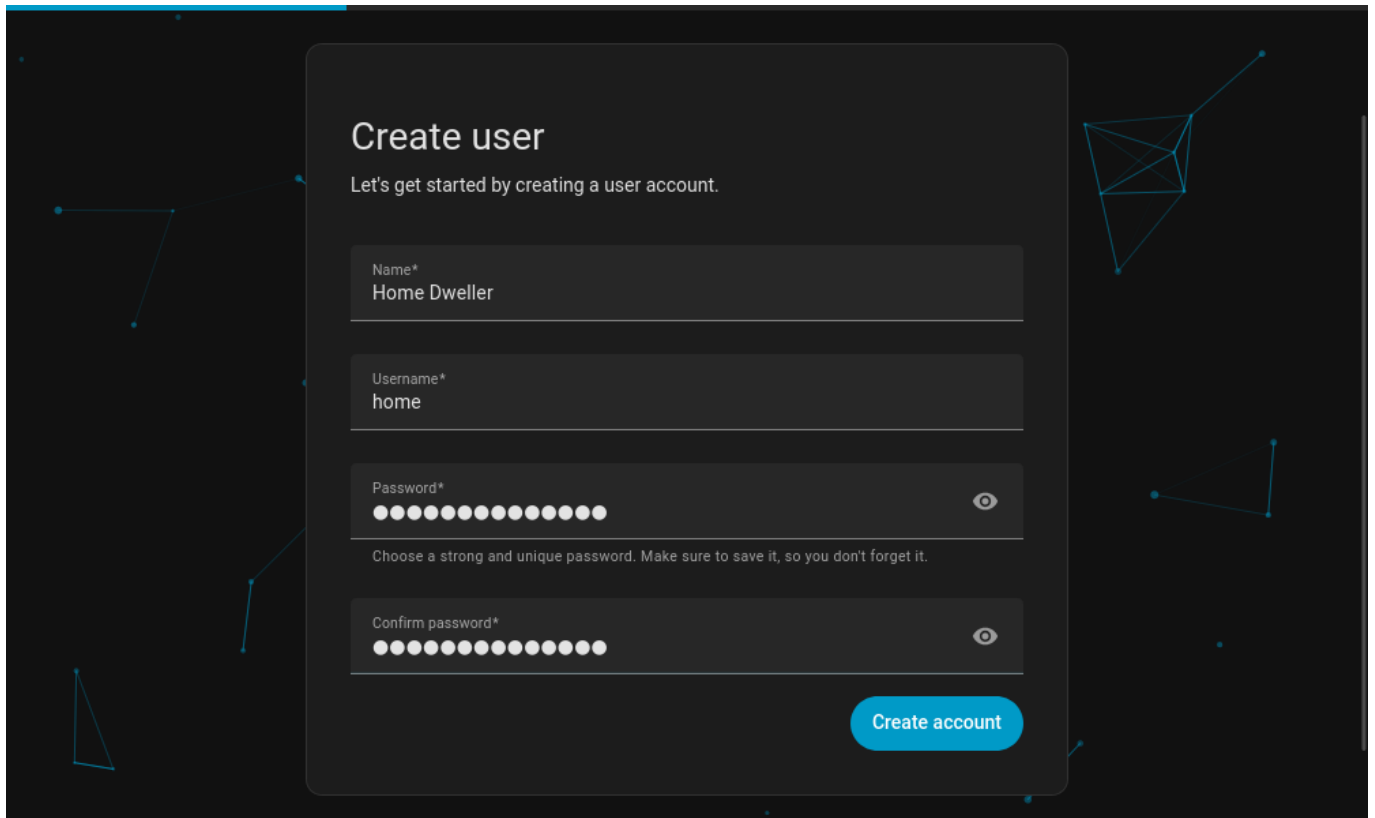 Create user
Let's get started by creating a user account.
Name*
Home Dweller
Username*
home
Password*
●●●●●●●●●●●●●●
Choose a strong and unique password. Make sure to save it, so you don't forget it.
Confirm password*
●●●●●●●●●●●●●●
Create account